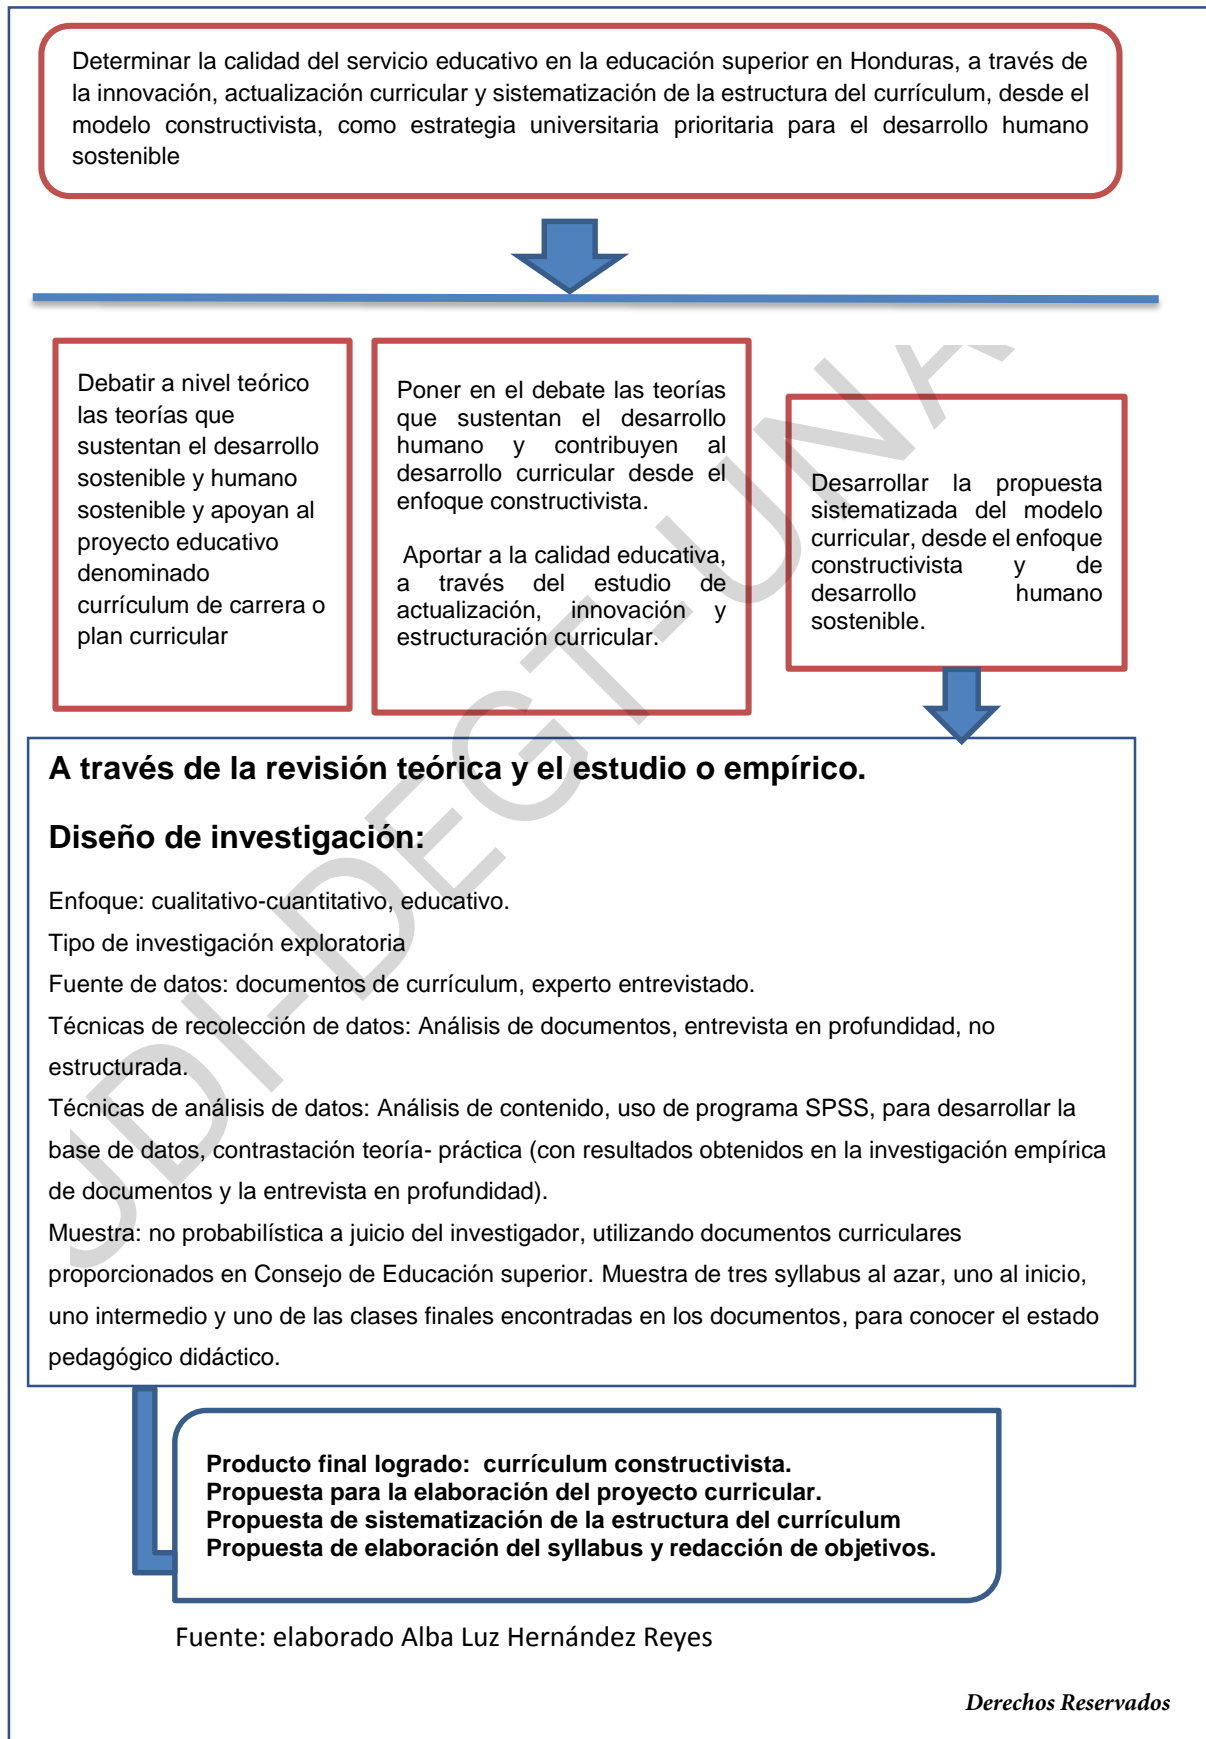 Determinar la calidad del servicio educativo en la educación superior en Honduras, a través de
la innovación, actualización curricular y sistematización de la estructura del currículum, desde el
modelo constructivista, como estrategia universitaria prioritaria para el desarrollo humano
sostenible
Debatir a nivel teórico
las teorías que
sustentan el desarrollo
sostenible y humano
sostenible y apoyan al
proyecto educativo
denominado
currículum de carrera o
plan curricular
Poner en el debate las teorías
que sustentan el desarrollo
humano y contribuyen al
desarrollo curricular desde el
enfoque constructivista.
Aportar a la calidad educativa,
a través del estudio de
actualización, innovación y
estructuración curricular.
Desarrollar la propuesta
sistematizada del modelo
curricular, desde el enfoque
constructivista y de
desarrollo humano
sostenible.
A través de la revisión teórica y el estudio o empírico.
Diseño de investigación:
Enfoque: cualitativo-cuantitativo, educativo.
Tipo de investigación exploratoria
Fuente de datos: documentos de currículum, experto entrevistado.
Técnicas de recolección de datos: Análisis de documentos, entrevista en profundidad, no
estructurada.
Técnicas de análisis de datos: Análisis de contenido, uso de programa SPSS, para desarrollar la
base de datos, contrastación teoría- práctica (con resultados obtenidos en la investigación empírica
de documentos y la entrevista en profundidad).
Muestra: no probabilística a juicio del investigador, utilizando documentos curriculares
proporcionados en Consejo de Educación superior. Muestra de tres syllabus al azar, uno al inicio,
uno intermedio y uno de las clases finales encontradas en los documentos, para conocer el estado
pedagógico didáctico.
Producto final logrado: currículum constructivista.
Propuesta para la elaboración del proyecto curricular.
Propuesta de sistematización de la estructura del currículum
Propuesta de elaboración del syllabus y redacción de objetivos.
Fuente: elaborado Alba Luz Hernández Reyes
Derechos Reservados
UDI-DEGT-UNA